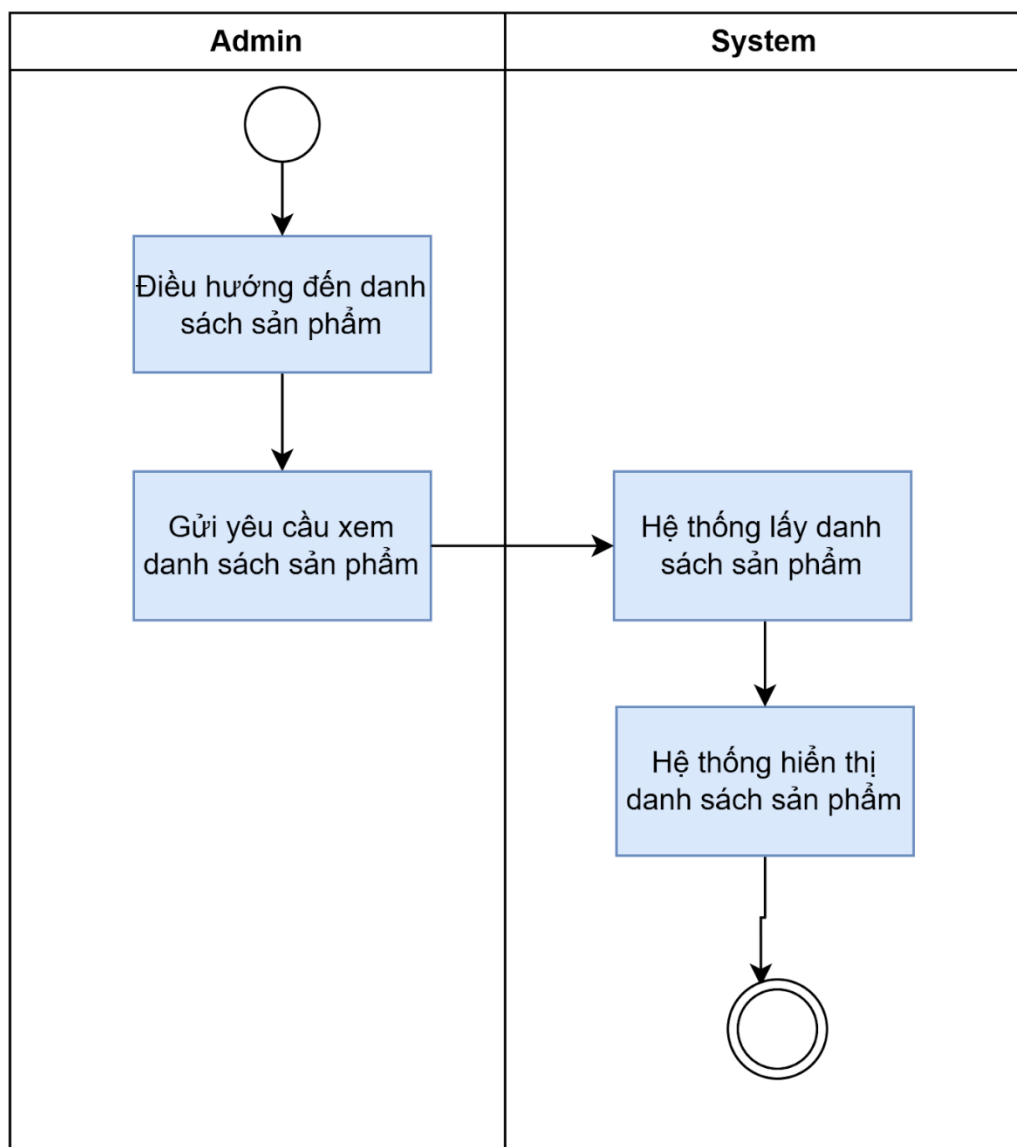 Admin
System
Điều hướng đến danh
sách sản phẩm
Gửi yêu cầu xem
danh sách sản phẩm
Hệ thống lấy danh
sách sản phẩm
Hệ thống hiển thị
danh sách sản phẩm